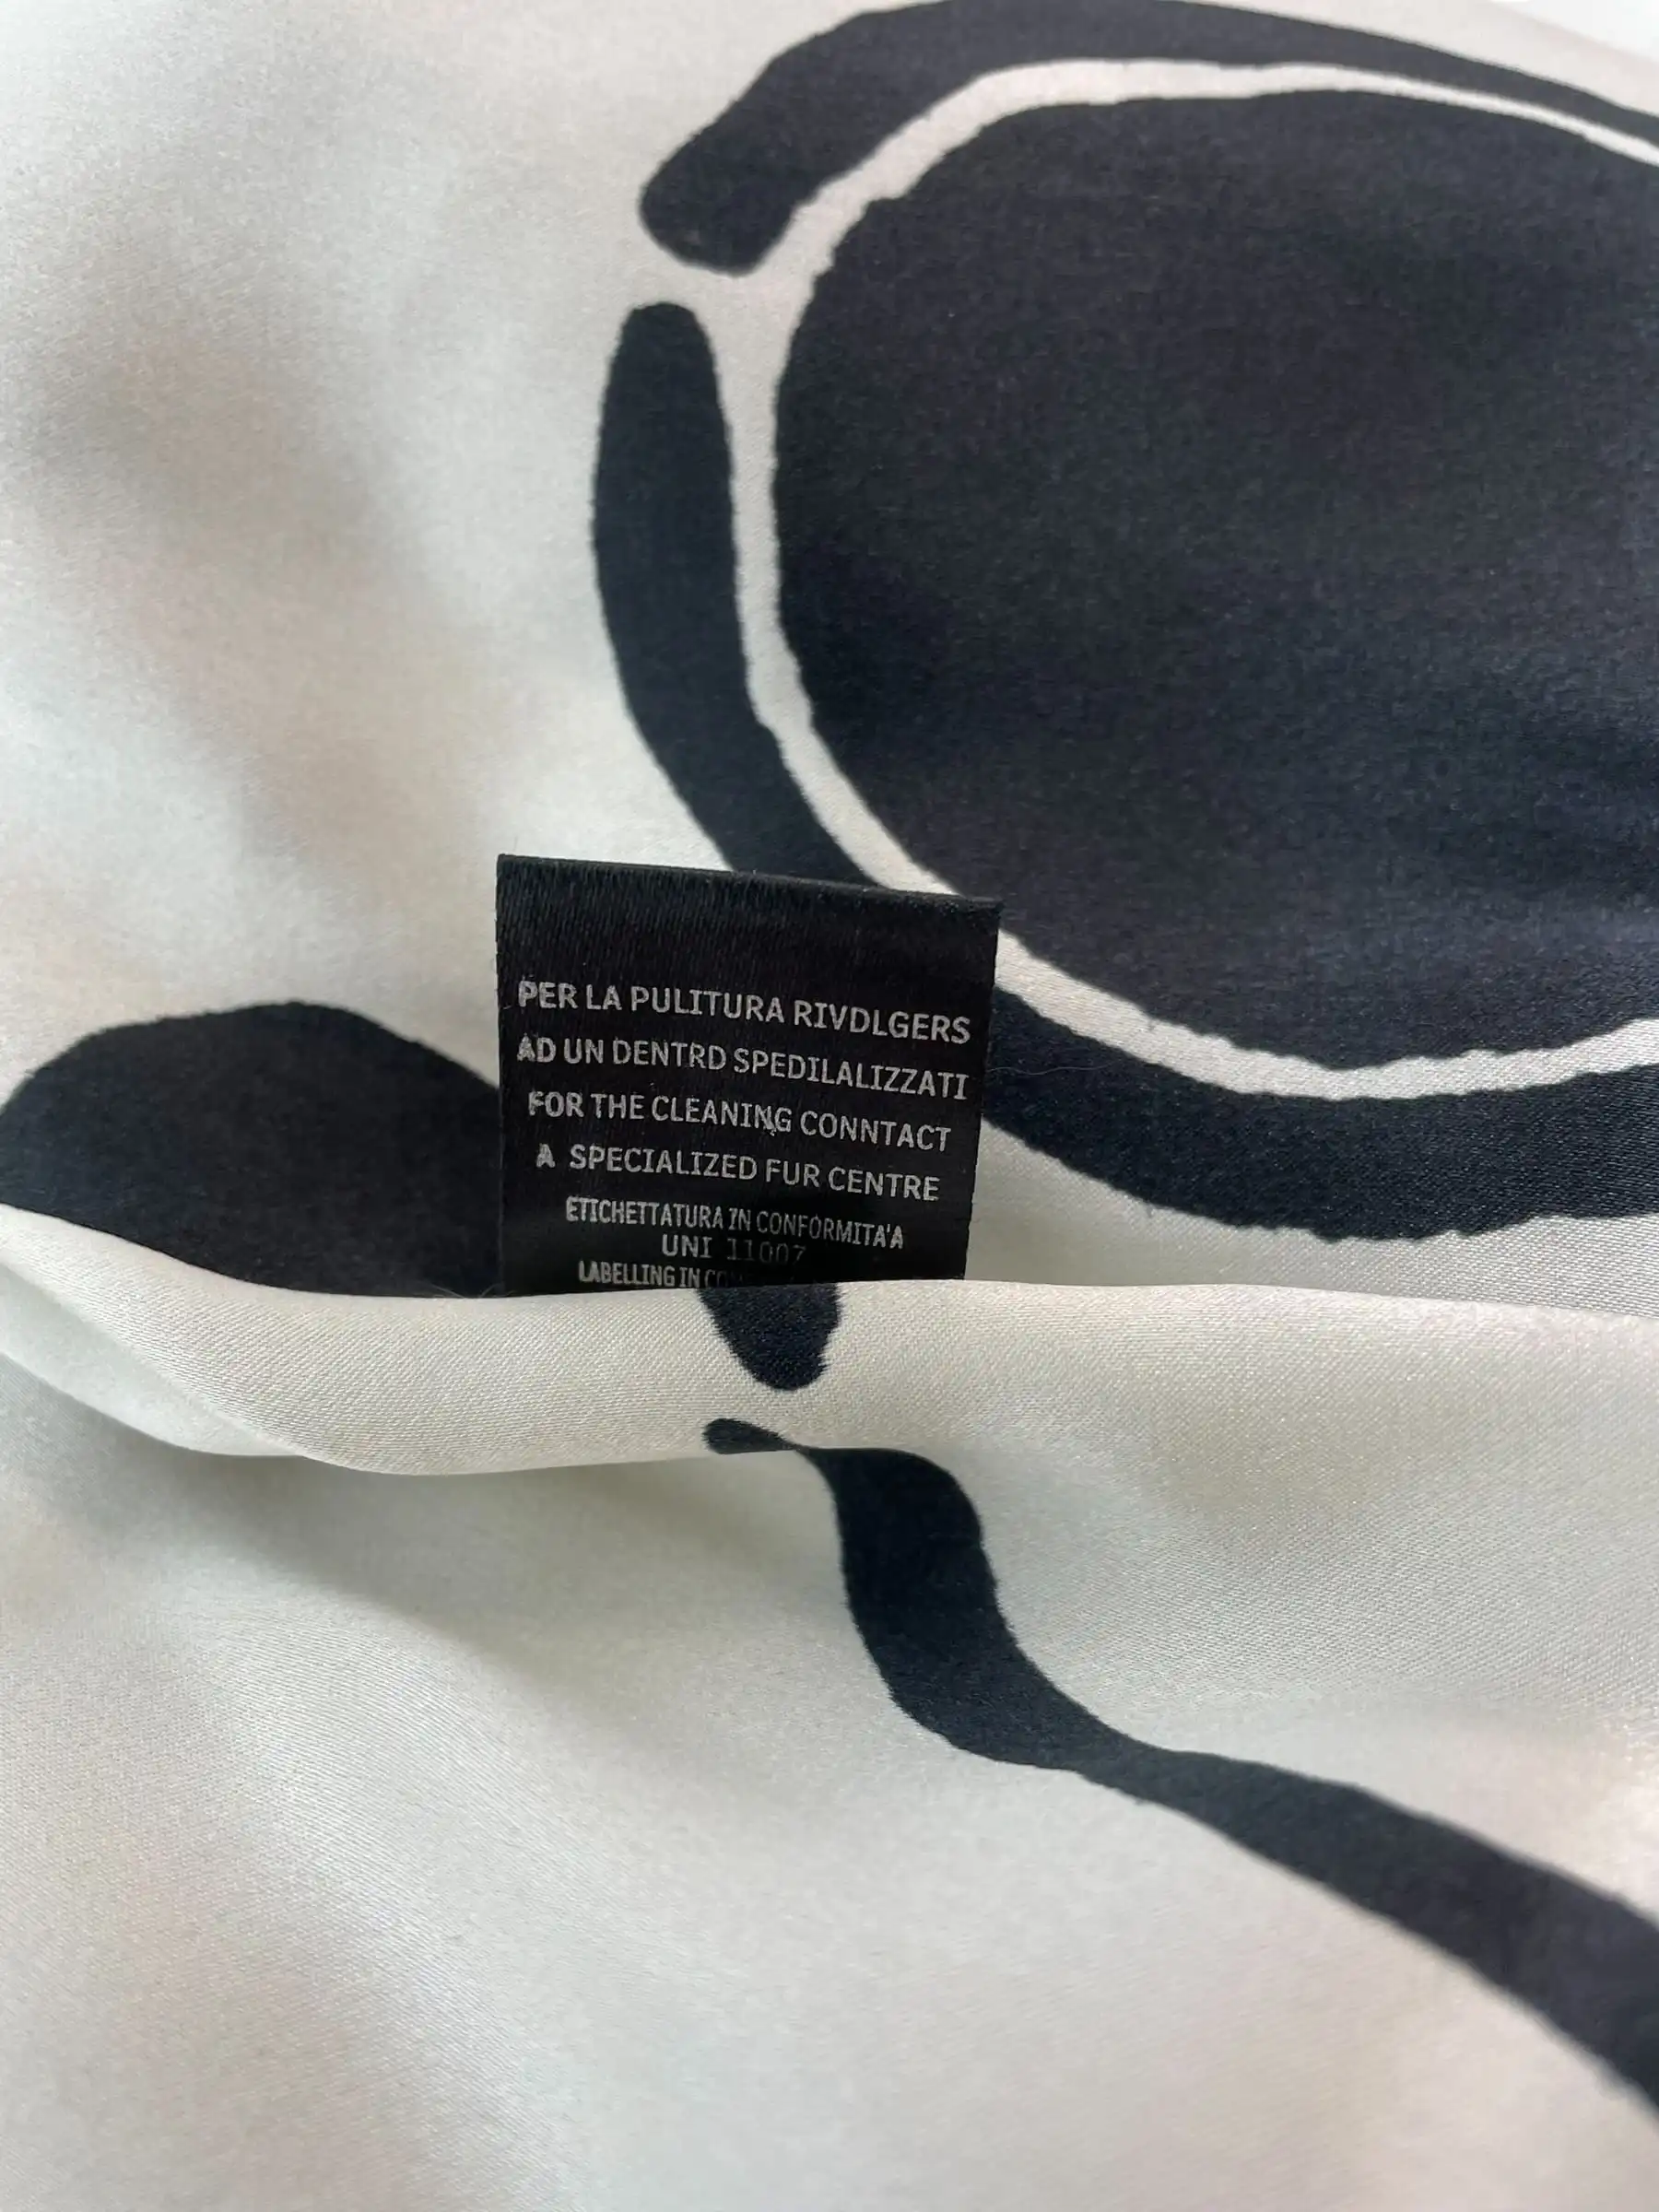 PER LA PULITURA RIVDLGERS
AD UN DENTRD SPEDILALIZZATI
FOR THE CLEANING CONNTACT
A SPECIALIZED FUR CENTRE
ETICHETTATURA IN CONFORMITA'A
UNI 11007
LABELLING IN